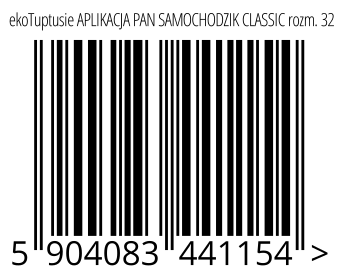 ekoTuptusie APLIKACJA PAN SAMOCHODZIK CLASSIC rozm. 32
5 904083 441154 >